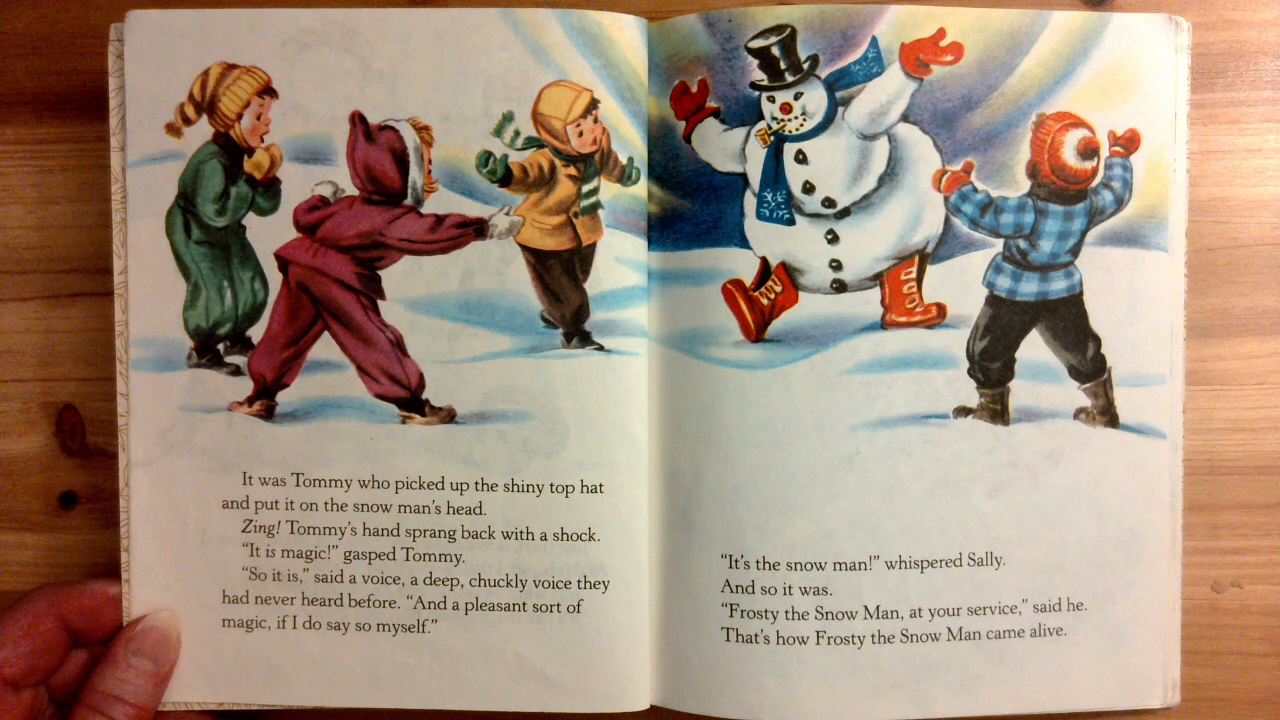 It was Tommy who picked up the shiny top hat
and put it on the snow man's head.
Zing! Tommy's hand sprang back with a shock.
“It is magic!” gasped Tommy.
“So it is,” said a voice, a deep, chuckly voice they
had never heard before. “And a pleasant sort of
magic, if I do say so myself.”
“It's the snow man!” whispered Sally.
And so it was.
“Frosty the Snow Man, at your service,” said he.
That's how Frosty the Snow Man came alive.